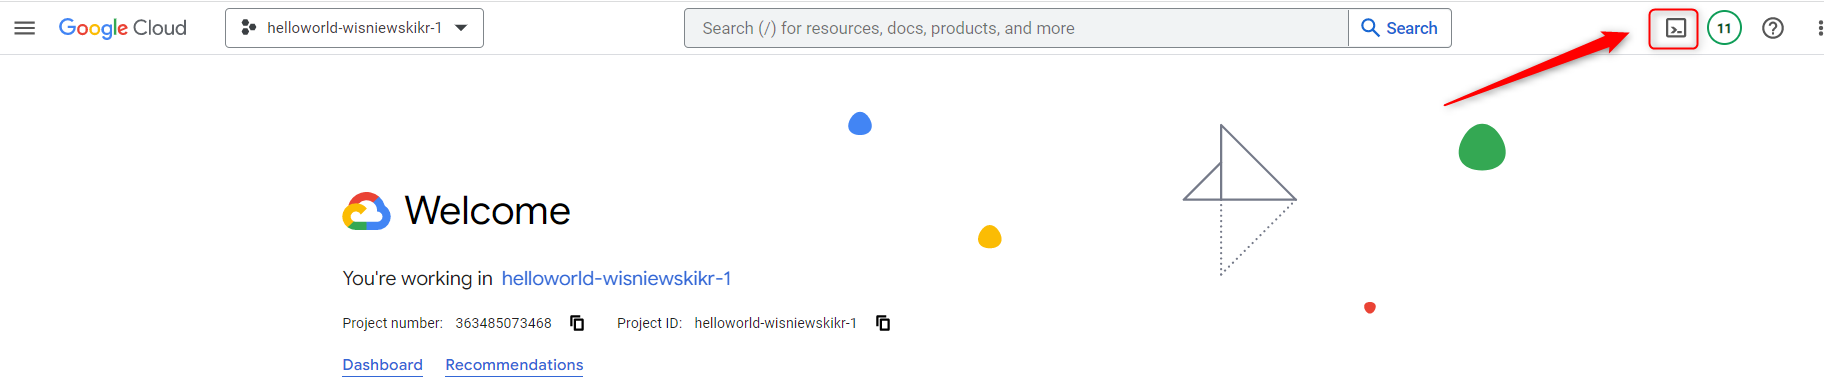 Google Cloud helloworld-wisniewskikr-1 Search (/) for resources, docs, products, and more Search 11
Welcome
You're working in helloworld-wisniewskikr-1
Project number: 363485073468 Project ID: helloworld-wisniewskikr-1
Dashboard Recommendations